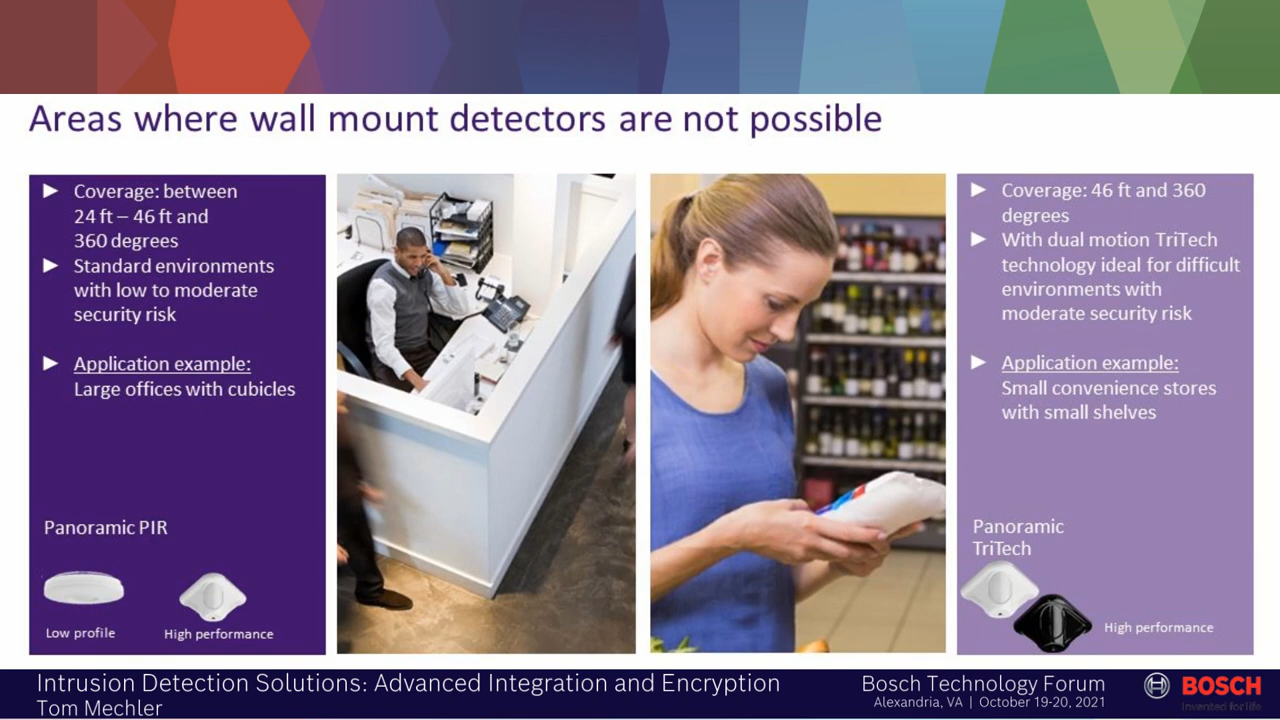 Areas where wall mount detectors are not possible
► Coverage: between
24 ft – 46 ft and
360 degrees
► Standard environments
with low to moderate
security risk
► Application example:
Large offices with cubicles
Panoramic PIR
Low profile
High performance
► Coverage: 46 ft and 360
degrees
► With dual motion TriTech
technology ideal for difficult
environments with
moderate security risk
► Application example:
Small convenience stores
with small shelves
Panoramic
TriTech
High performance
Intrusion Detection Solutions: Advanced Integration and Encryption
Tom Mechler
Bosch Technology Forum
Alexandria, VA | October 19-20, 2021
BOSCH
Invented for life